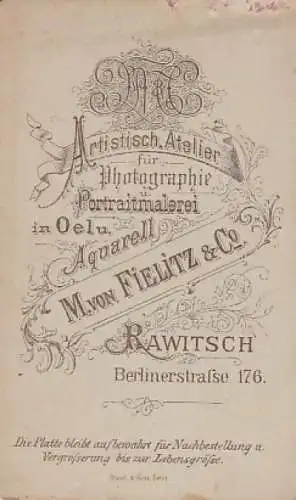 Artistisch. Atelier
für
Photographie
u.
Portraitmalerei
in Oel u.
Aquarell
M. VON FIELITZ & Co.
RAWITSCH
Berlinerstraſse 176.
Die Platte bleibt aufbewahrt für Nachbestellung u.
Vergrösserung bis zur Lebensgrösse.